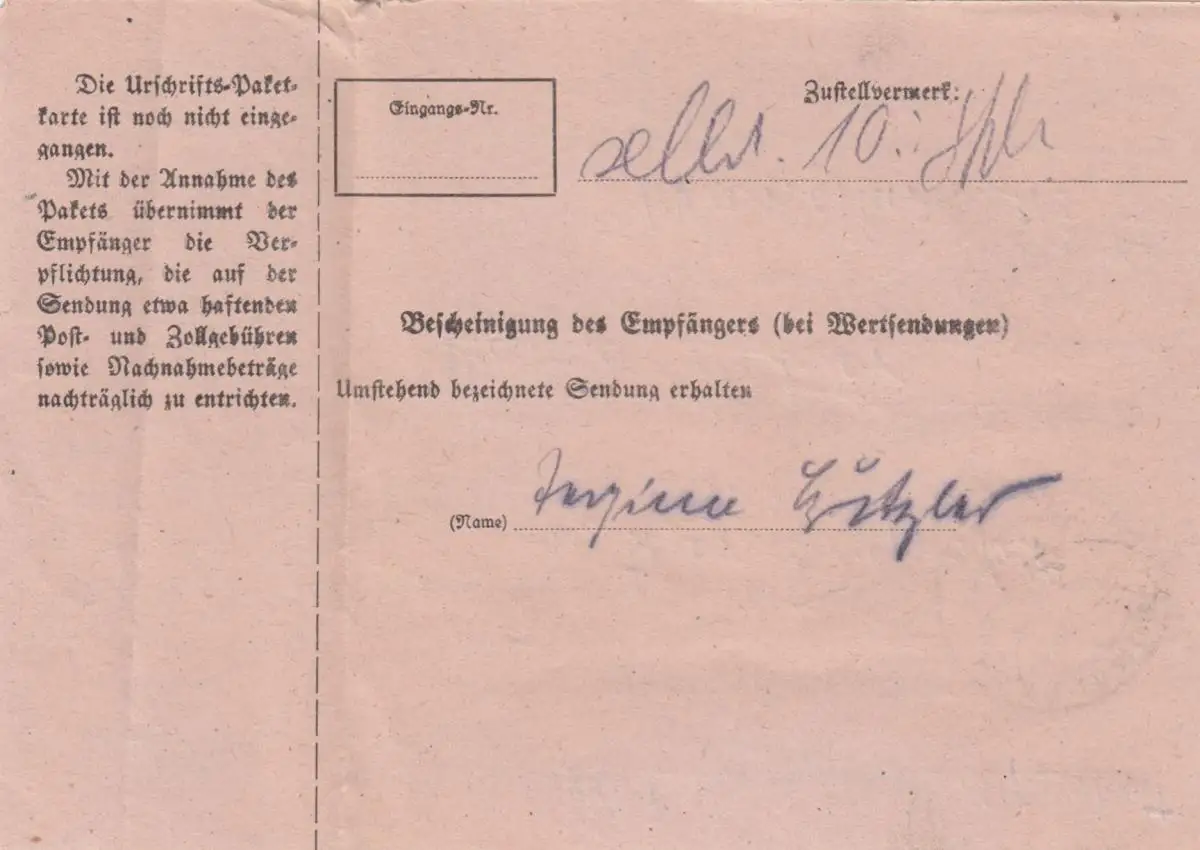 Die Urschrifts-Paket-
karte ist noch nicht einge-
gangen.
Mit der Annahme des
Pakets übernimmt der
Empfänger die Ver-
pflichtung, die auf der
Sendung etwa haftenden
Post- und Zollgebühren
sowie Nachnahmebeträge
nachträglich zu entrichten.
Eingangs-Nr.
Zustellvermerk:
10.
Bescheinigung des Empfängers (bei Wertsendungen)
Umstehend bezeichnete Sendung erhalten
(Name)